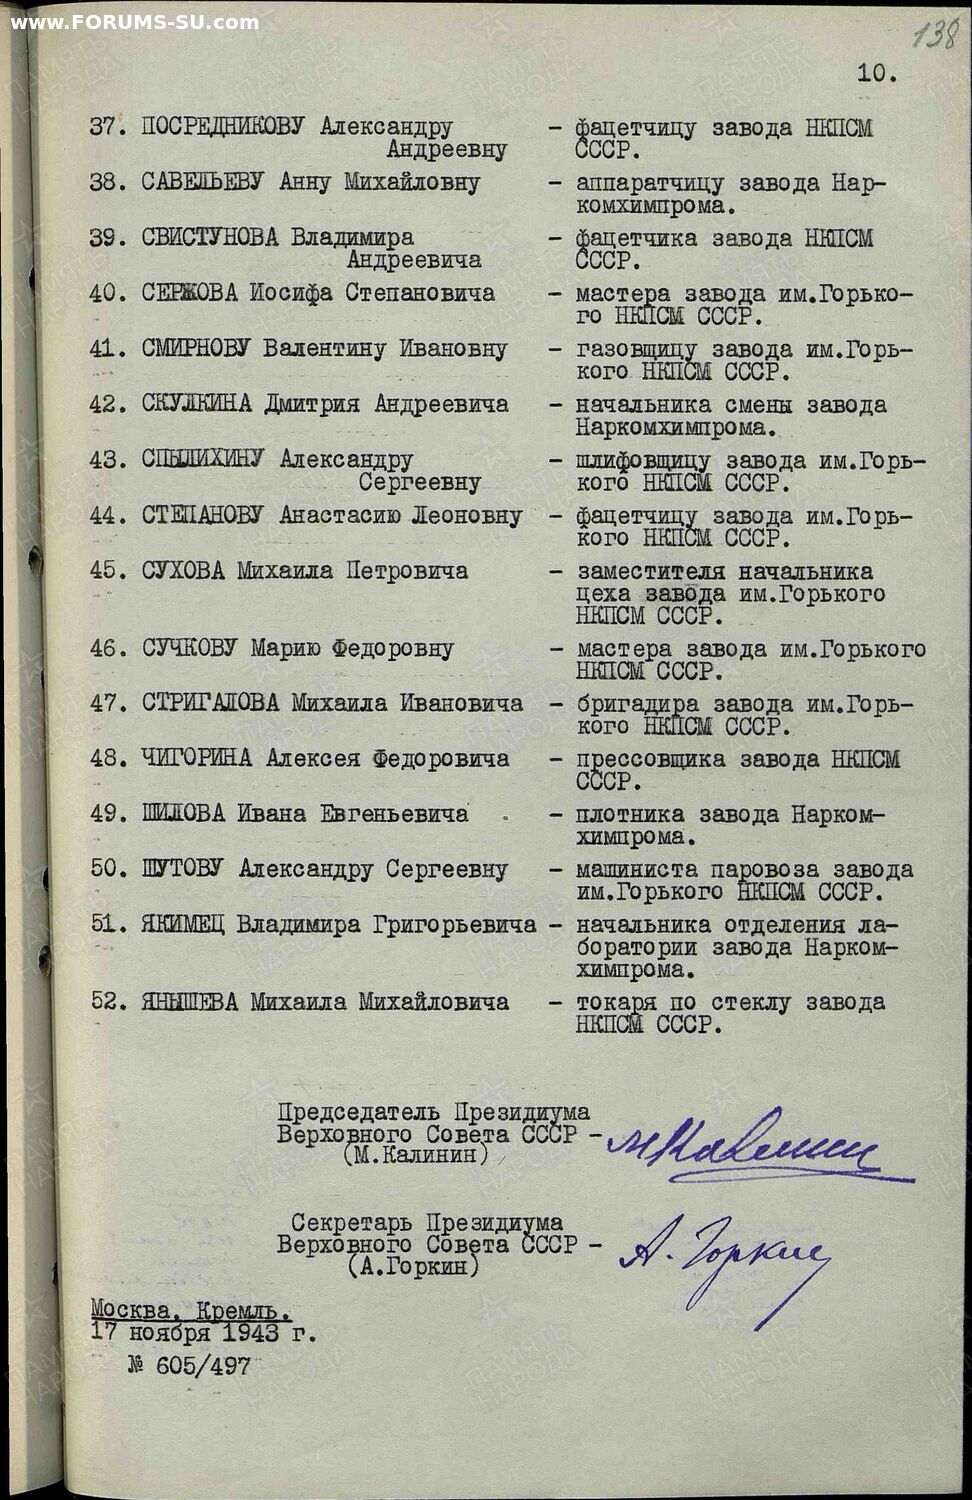 www.FORUMS-SU.com
138
10.
37. ПОСРЕДНИКОВУ Александру - фацетчицу завода НКПСМ
Андреевну СССР.
38. САВЕЛЬЕВУ Анну Михайловну - аппаратчицу завода Нар-
комхимпрома.
39. СВИСТУНОВА Владимира - фацетчика завода НКПСМ
Андреевича СССР.
40. СЕРЖОВА Иосифа Степановича - мастера завода им.Горько-
го НКПСМ СССР.
41. СМИРНОВУ Валентину Ивановну - газовщицу завода им.Горь-
кого НКПСМ СССР.
42. СКУЛКИНА Дмитрия Андреевича - начальника смены завода
Наркомхимпрома.
43. СПЫЛИХИНУ Александру - шлифовщицу завода им.Горь-
Сергеевну кого НКПСМ СССР.
44. СТЕПАНОВУ Анастасию Леоновну - фацетчицу завода им.Горь-
кого НКПСМ СССР.
45. СУХОВА Михаила Петровича - заместителя начальника
цеха завода им.Горького
НКПСМ СССР.
46. СУЧКОВУ Марию Федоровну - мастера завода им.Горького
НКПСМ СССР.
47. СТРИГАЛОВА Михаила Ивановича - бригадира завода им.Горь-
кого НКПСМ СССР.
48. ЧИГОРИНА Алексея Федоровича - прессовщика завода НКПСМ
СССР.
49. ШИЛОВА Ивана Евгеньевича - плотника завода Нарком-
химпрома.
50. ШУТОВУ Александру Сергеевну - машиниста паровоза завода
им.Горького НКПСМ СССР.
51. ЯКИМЕЦ Владимира Григорьевича - начальника отделения ла-
боратории завода Нарком-
химпрома.
52. ЯНЫШЕВА Михаила Михайловича - токаря по стеклу завода
НКПСМ СССР.
Председатель Президиума
Верховного Совета СССР - М Калинин
(М.Калинин)
Секретарь Президиума
Верховного Совета СССР - А. Горкин
(А.Горкин)
Москва, Кремль.
17 ноября 1943 г.
№ 605/497